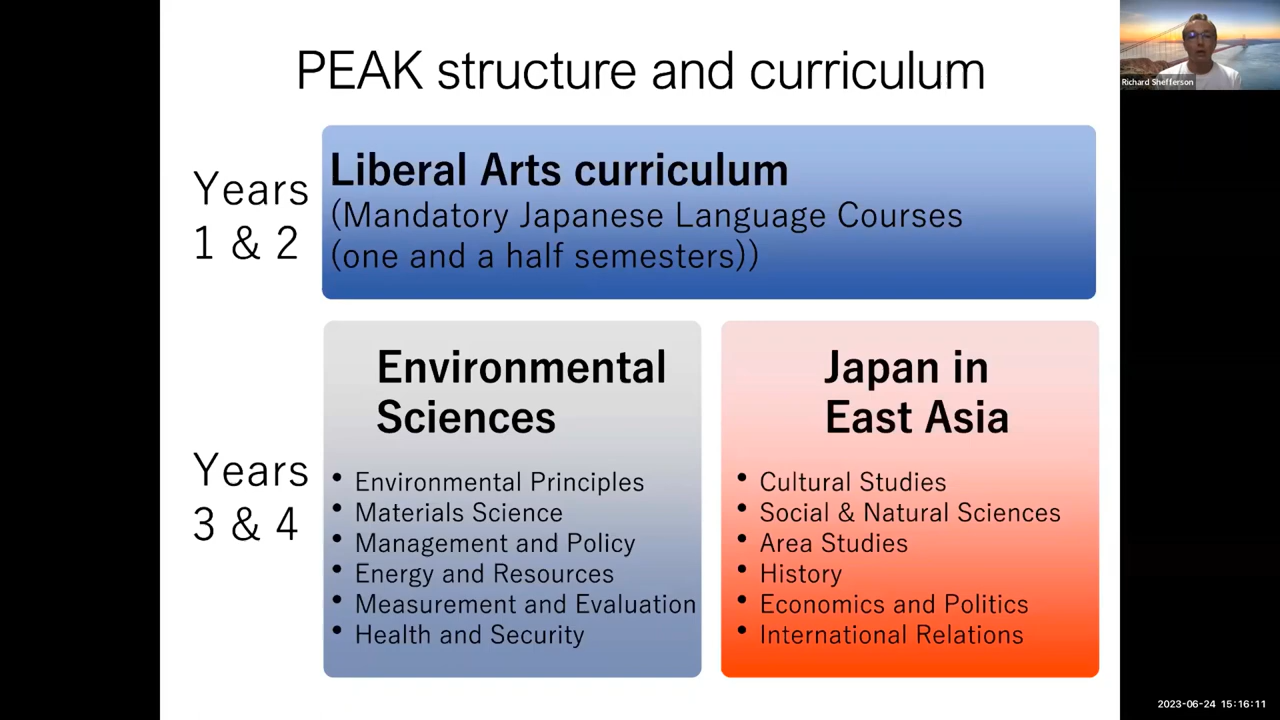 PEAK structure and curriculum
Richard Shefferson
Years
1 & 2
Liberal Arts curriculum
(Mandatory Japanese Language Courses
(one and a half semesters))
Years
3 & 4
Environmental
Sciences
• Environmental Principles
• Materials Science
• Management and Policy
• Energy and Resources
• Measurement and Evaluation
• Health and Security
Japan in
East Asia
• Cultural Studies
• Social & Natural Sciences
• Area Studies
• History
• Economics and Politics
• International Relations
2023-06-24 15:16:11